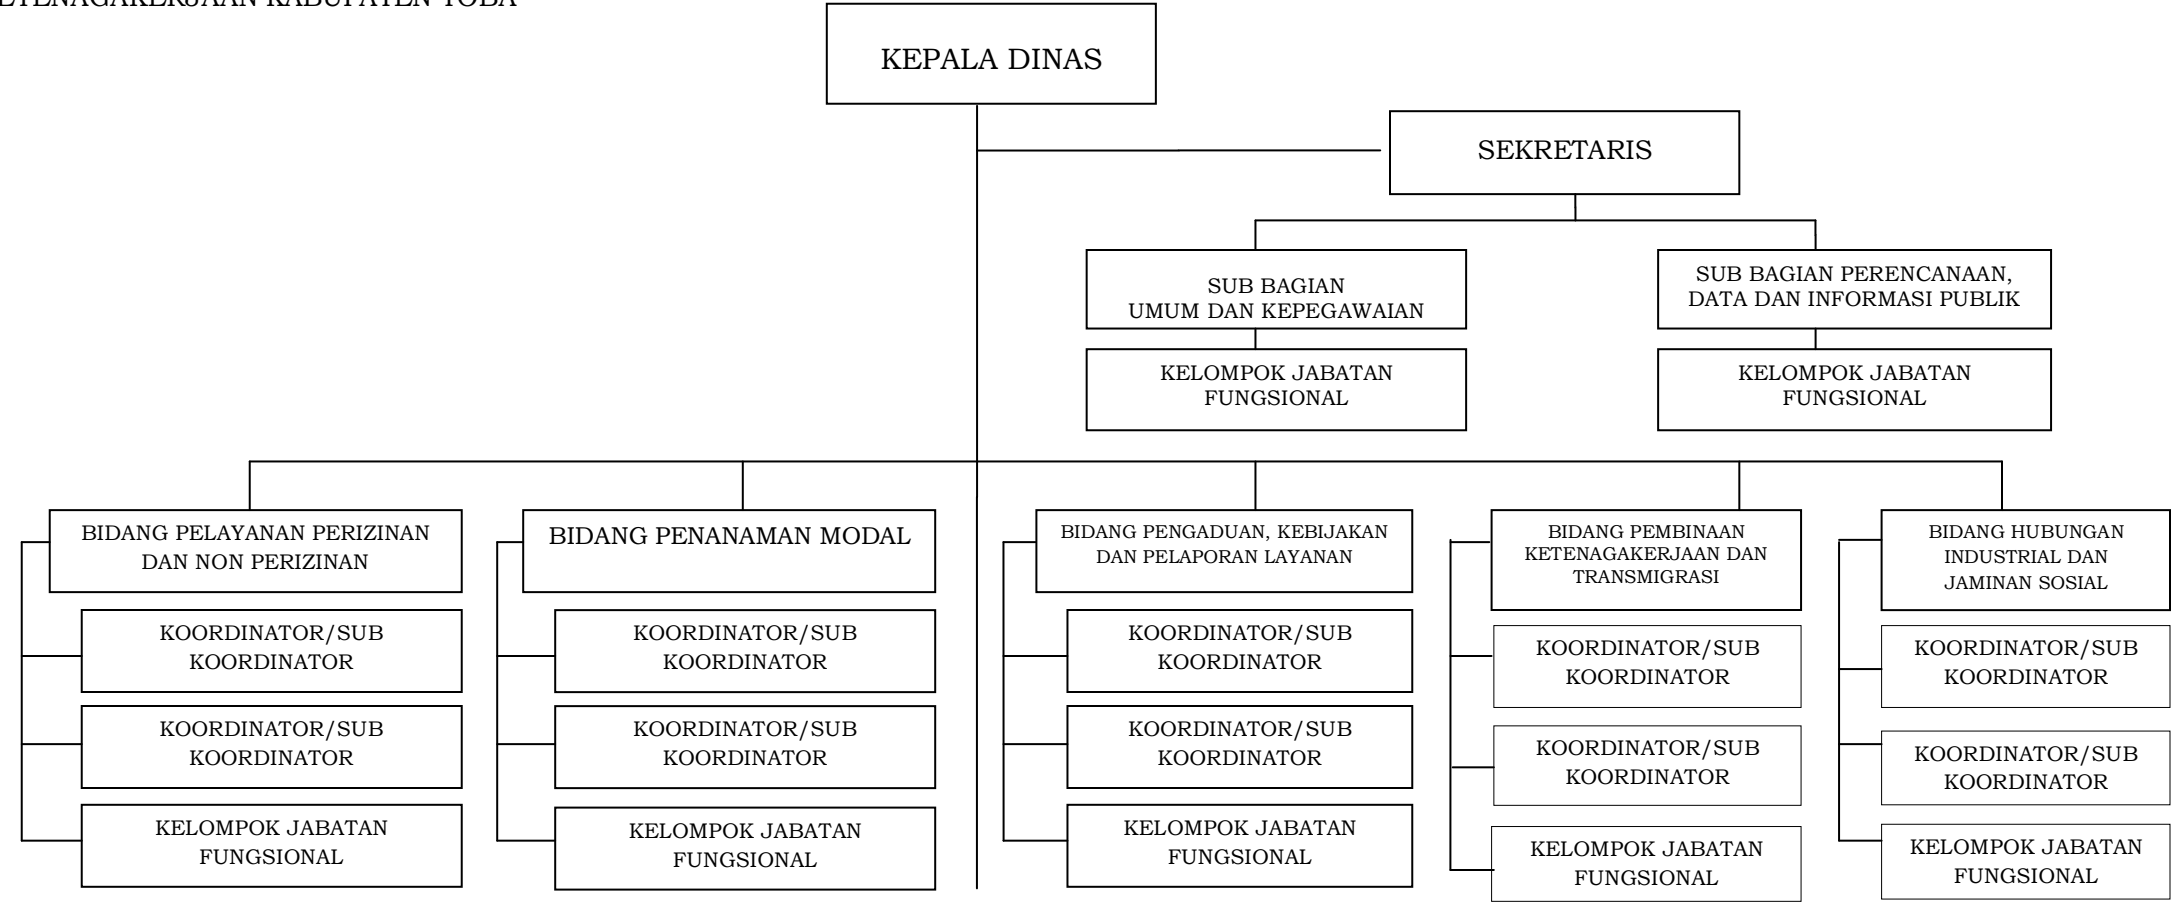 KETENAGAKERJAAN KABUPATEN TOBA
KEPALA DINAS
SEKRETARIS
SUB BAGIAN
UMUM DAN KEPEGAWAIAN
SUB BAGIAN PERENCANAAN,
DATA DAN INFORMASI PUBLIK
KELOMPOK JABATAN
FUNGSIONAL
KELOMPOK JABATAN
FUNGSIONAL
BIDANG PELAYANAN PERIZINAN
DAN NON PERIZINAN
KOORDINATOR/SUB
KOORDINATOR
KOORDINATOR/SUB
KOORDINATOR
KELOMPOK JABATAN
FUNGSIONAL
BIDANG PENANAMAN MODAL
KOORDINATOR/SUB
KOORDINATOR
KOORDINATOR/SUB
KOORDINATOR
KELOMPOK JABATAN
FUNGSIONAL
BIDANG PENGADUAN, KEBIJAKAN
DAN PELAPORAN LAYANAN
KOORDINATOR/SUB
KOORDINATOR
KOORDINATOR/SUB
KOORDINATOR
KELOMPOK JABATAN
FUNGSIONAL
BIDANG PEMBINAAN
KETENAGAKERJAAN DAN
TRANSMIGRASI
KOORDINATOR/SUB
KOORDINATOR
KOORDINATOR/SUB
KOORDINATOR
KELOMPOK JABATAN
FUNGSIONAL
BIDANG HUBUNGAN
INDUSTRIAL DAN
JAMINAN SOSIAL
KOORDINATOR/SUB
KOORDINATOR
KOORDINATOR/SUB
KOORDINATOR
KELOMPOK JABATAN
FUNGSIONAL